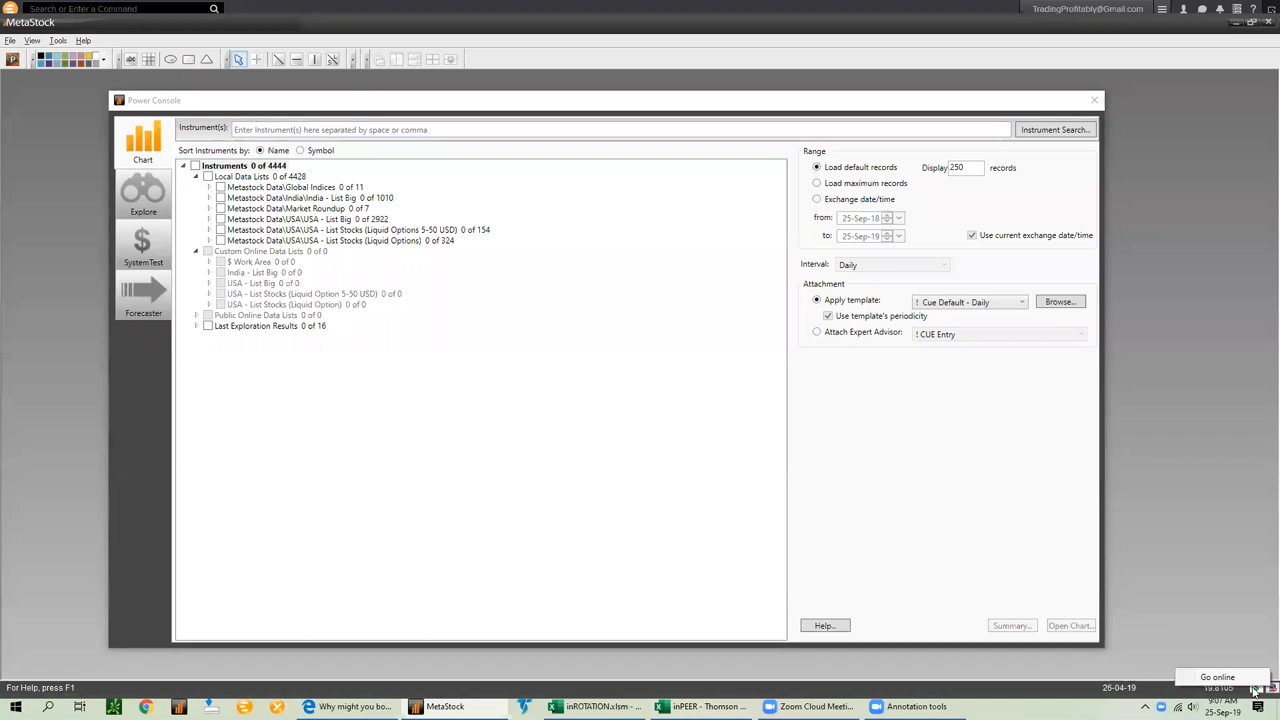 Search or Enter a Command
TradingProfitably@Gmail.com
MetaStock
File View Tools Help
P
abc
Power Console
Chart
Explore
SystemTest
Forecaster
Instrument(s): Enter Instrument(s) here separated by space or comma
Instrument Search...
Sort Instruments by: Name Symbol
Instruments 0 of 4444
Local Data Lists 0 of 4428
Metastock Data\Global Indices 0 of 11
Metastock Data\India\India - List Big 0 of 1010
Metastock Data\Market Roundup 0 of 7
Metastock Data\USA\USA - List Big 0 of 2922
Metastock Data\USA\USA - List Stocks (Liquid Options 5-50 USD) 0 of 154
Metastock Data\USA\USA - List Stocks (Liquid Options) 0 of 324
Custom Online Data Lists 0 of 0
$ Work Area 0 of 0
India - List Big 0 of 0
USA - List Big 0 of 0
USA - List Stocks (Liquid Option 5-50 USD) 0 of 0
USA - List Stocks (Liquid Option) 0 of 0
Public Online Data Lists 0 of 0
Last Exploration Results 0 of 16
Range
Load default records Display 250 records
Load maximum records
Exchange date/time
from: 25-Sep-18
to: 25-Sep-19 Use current exchange date/time
Interval: Daily
Attachment
Apply template: ! Cue Default - Daily Browse...
Use template's periodicity
Attach Expert Advisor: ! CUE Entry
Help... Summary... Open Chart...
Go online
For Help, press F1 26-04-19
Why might you bo... MetaStock inROTATION.xlsm - ... inPEER - Thomson ... Zoom Cloud Meeti... Annotation tools
9:07 AM
25-Sep-19